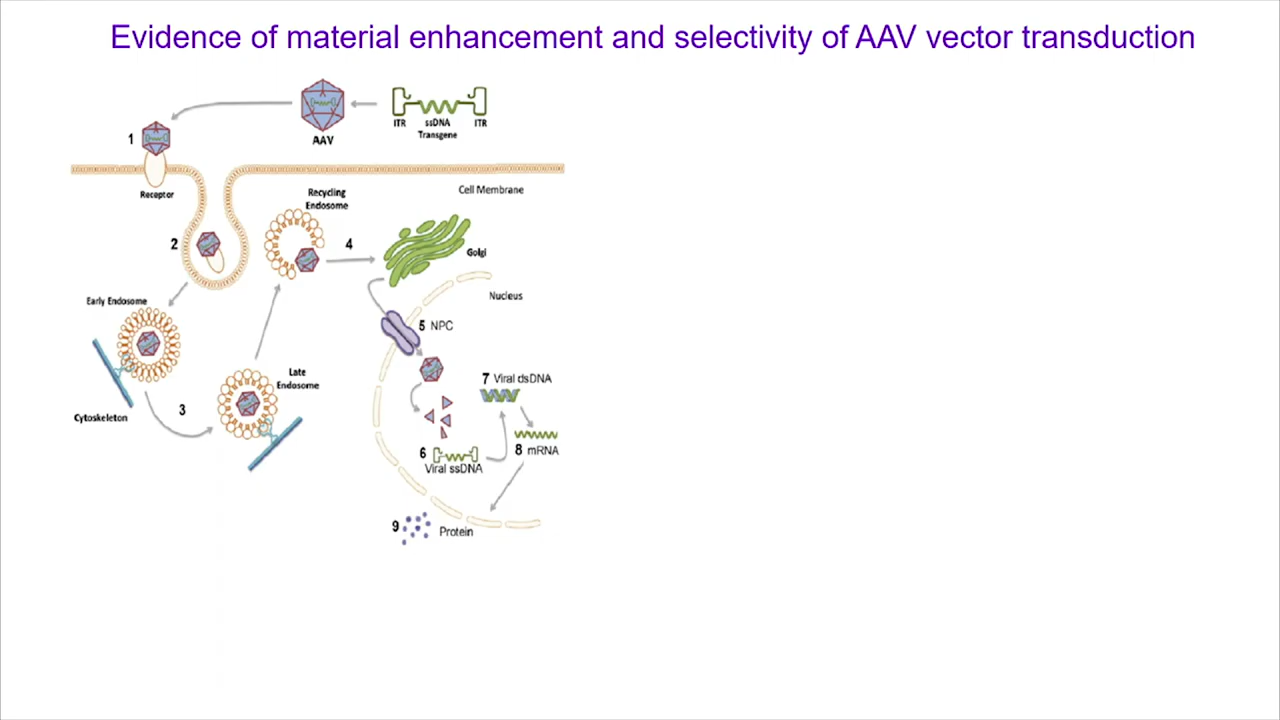 Evidence of material enhancement and selectivity of AAV vector transduction
ITR
ssDNA
Transgene
ITR
AAV
1
Receptor
Cell Membrane
Recycling
Endosome
2
4
Golgi
Early Endosome
Nucleus
5 NPC
Late
Endosome
7 Viral dsDNA
Cytoskeleton
3
8 mRNA
6
Viral ssDNA
9
Protein